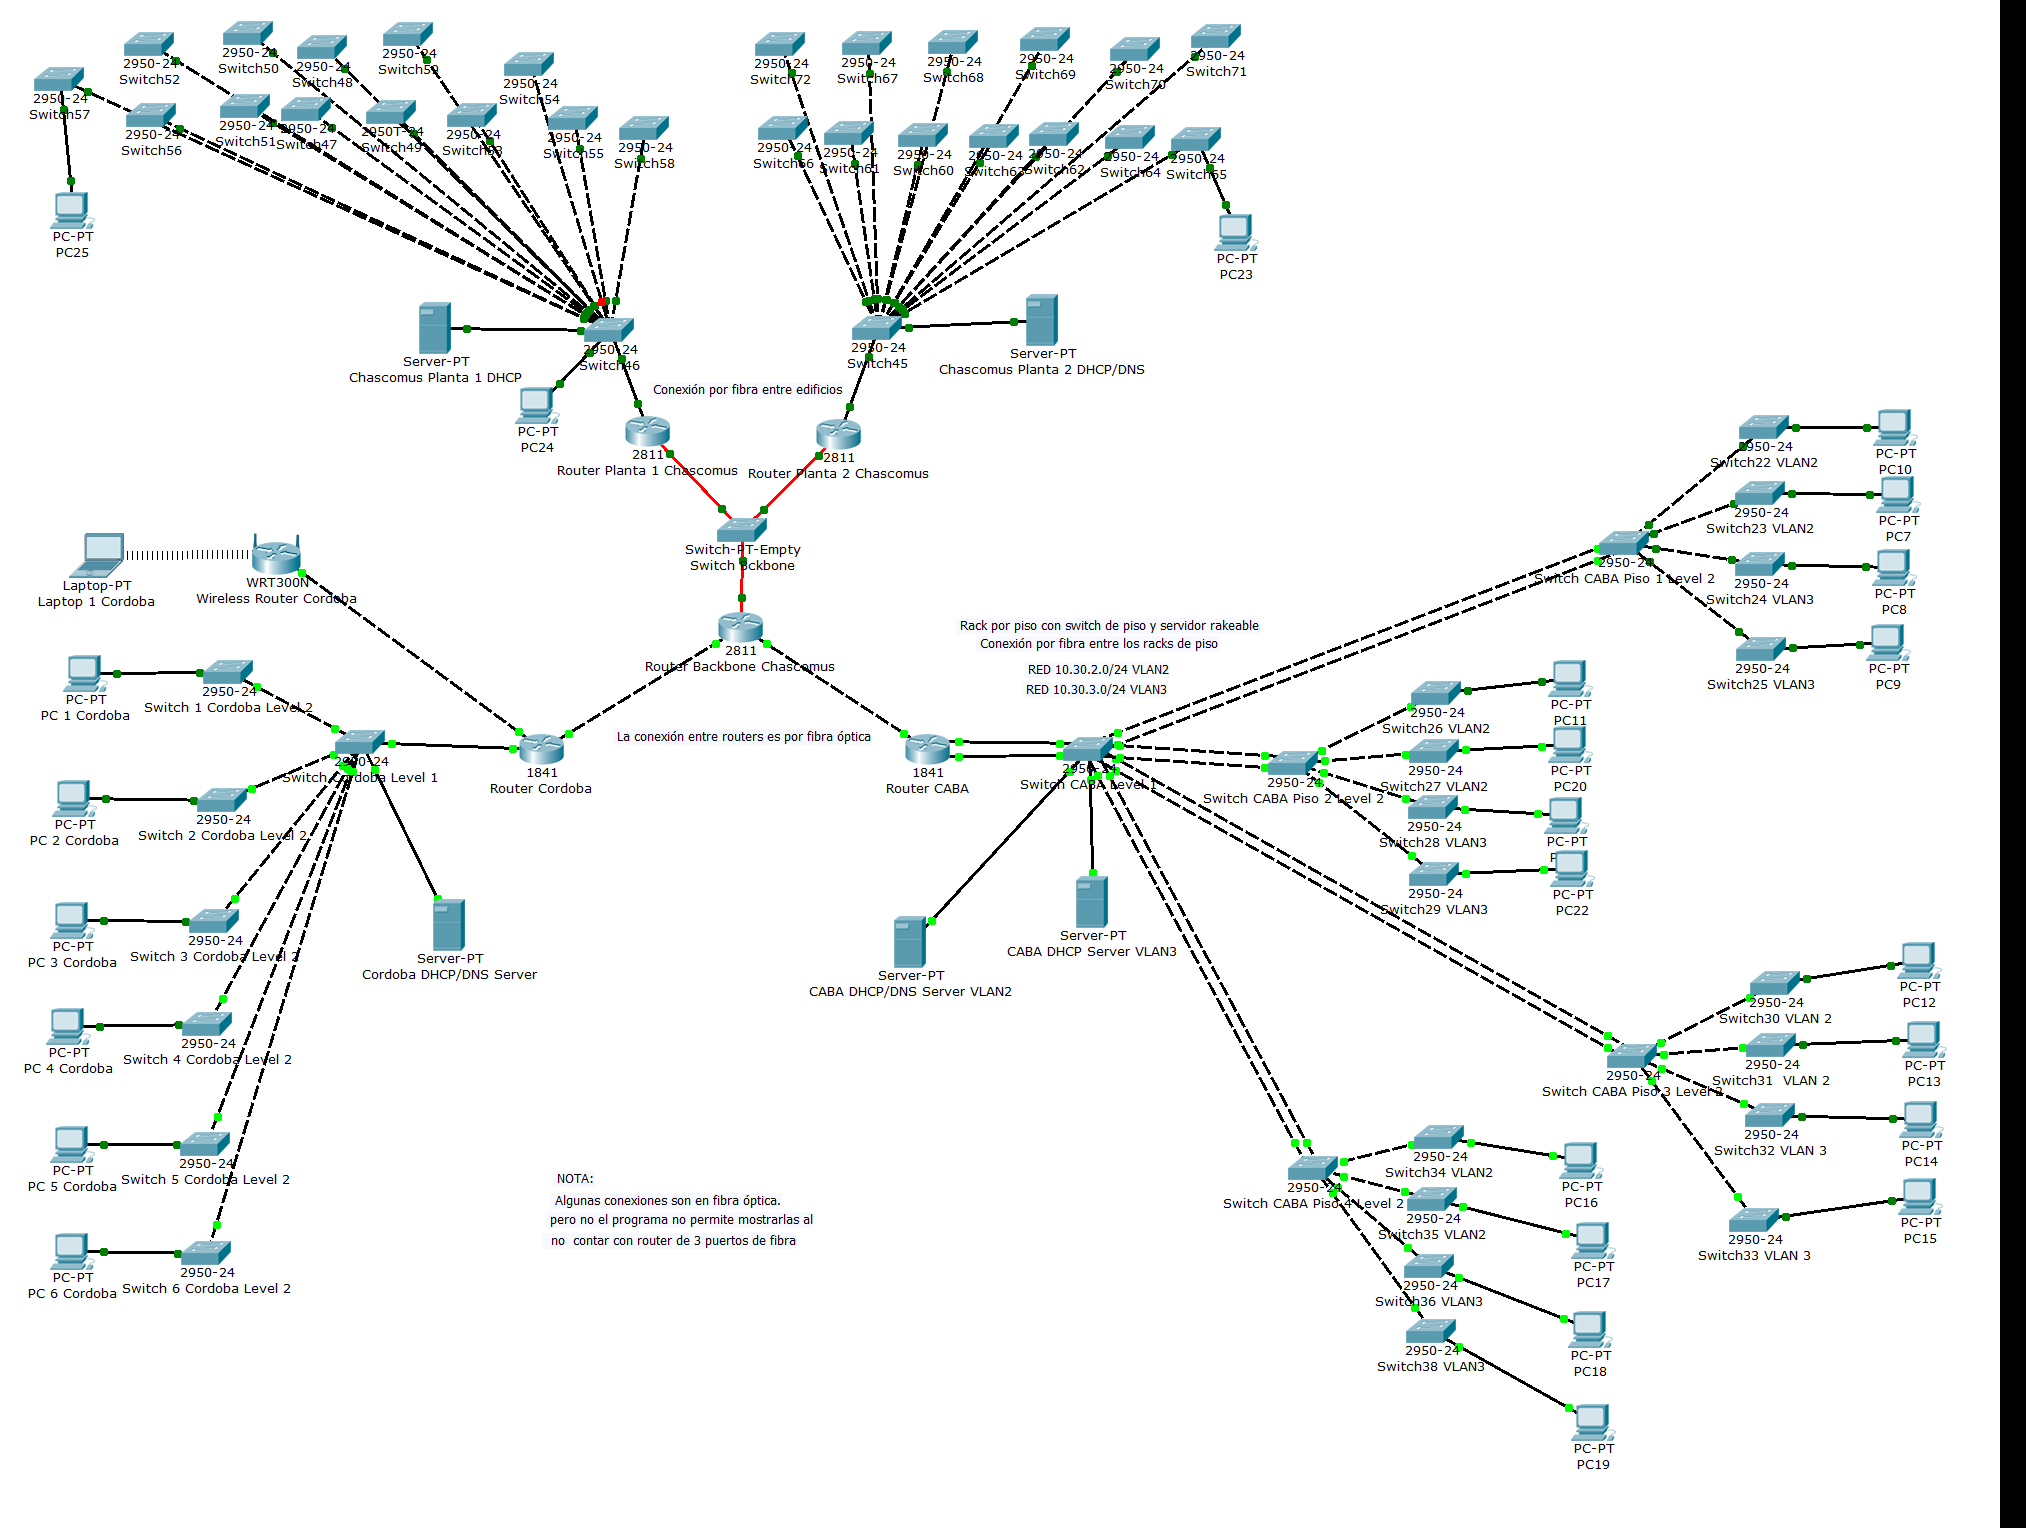 2950-24
Switch52
2950-24
Switch50
2950-24
Switch48
2950-24
Switch59
2950-24
Switch54
2950-24
Switch57
2950-24
Switch56
2950-24
Switch51
2950-24
Switch47
2950T-24
Switch49
2950-24
Switch53
2950-24
Switch55
2950-24
Switch58
PC-PT
PC25
2950-24
Switch72
2950-24
Switch67
2950-24
Switch68
2950-24
Switch69
2950-24
Switch70
2950-24
Switch71
2950-24
Switch66
2950-24
Switch61
2950-24
Switch60
2950-24
Switch63
2950-24
Switch62
2950-24
Switch64
2950-24
Switch65
PC-PT
PC23
Server-PT
Chascomus Planta 1 DHCP
2950-24
Switch46
2950-24
Switch45
Server-PT
Chascomus Planta 2 DHCP/DNS
Conexión por fibra entre edificios
PC-PT
PC24
2811
Router Planta 1 Chascomus
2811
Router Planta 2 Chascomus
Switch-PT-Empty
Switch Bckbone
Laptop-PT
Laptop 1 Cordoba
WRT300N
Wireless Router Cordoba
2811
Router Backbone Chascomus
Rack por piso con switch de piso y servidor rakeable
Conexión por fibra entre los racks de piso
RED 10.30.2.0/24 VLAN2
RED 10.30.3.0/24 VLAN3
La conexión entre routers es por fibra óptica
PC-PT
PC 1 Cordoba
2950-24
Switch 1 Cordoba Level 2
2950-24
Switch Cordoba Level 1
1841
Router Cordoba
1841
Router CABA
2950-24
Switch CABA Level 1
PC-PT
PC 2 Cordoba
2950-24
Switch 2 Cordoba Level 2
PC-PT
PC 3 Cordoba
2950-24
Switch 3 Cordoba Level 2
Server-PT
Cordoba DHCP/DNS Server
PC-PT
PC 4 Cordoba
2950-24
Switch 4 Cordoba Level 2
PC-PT
PC 5 Cordoba
2950-24
Switch 5 Cordoba Level 2
PC-PT
PC 6 Cordoba
2950-24
Switch 6 Cordoba Level 2
Server-PT
CABA DHCP/DNS Server VLAN2
Server-PT
CABA DHCP Server VLAN3
2950-24
Switch CABA Piso 1 Level 2
2950-24
Switch22 VLAN2
PC-PT
PC10
2950-24
Switch23 VLAN2
PC-PT
PC7
2950-24
Switch24 VLAN3
PC-PT
PC8
2950-24
Switch25 VLAN3
PC-PT
PC9
2950-24
Switch CABA Piso 2 Level 2
2950-24
Switch26 VLAN2
PC-PT
PC11
2950-24
Switch27 VLAN2
PC-PT
PC20
2950-24
Switch28 VLAN3
PC-PT
2950-24
Switch29 VLAN3
PC-PT
PC22
2950-24
Switch CABA Piso 3 Level 2
2950-24
Switch30 VLAN 2
PC-PT
PC12
2950-24
Switch31 VLAN 2
PC-PT
PC13
2950-24
Switch32 VLAN 3
PC-PT
PC14
2950-24
Switch33 VLAN 3
PC-PT
PC15
2950-24
Switch CABA Piso 4 Level 2
2950-24
Switch34 VLAN2
PC-PT
PC16
2950-24
Switch35 VLAN2
PC-PT
PC17
2950-24
Switch36 VLAN3
PC-PT
PC18
2950-24
Switch38 VLAN3
PC-PT
PC19
NOTA:
Algunas conexiones son en fibra óptica.
pero no el programa no permite mostrarlas al
no contar con router de 3 puertos de fibra